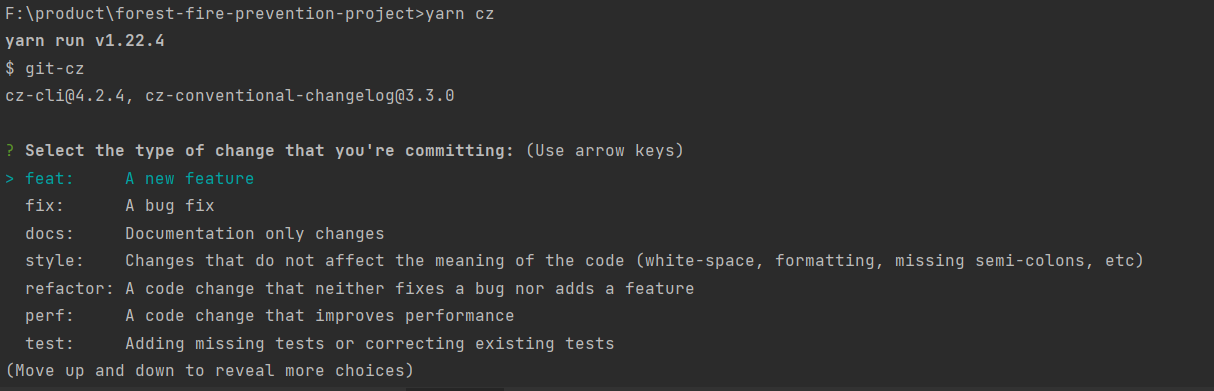 F:\product\forest-fire-prevention-project>yarn cz
yarn run v1.22.4
$ git-cz
cz-cli@4.2.4, cz-conventional-changelog@3.3.0
? Select the type of change that you're committing: (Use arrow keys)
> feat:     A new feature
  fix:      A bug fix
  docs:     Documentation only changes
  style:    Changes that do not affect the meaning of the code (white-space, formatting, missing semi-colons, etc)
  refactor: A code change that neither fixes a bug nor adds a feature
  perf:     A code change that improves performance
  test:     Adding missing tests or correcting existing tests
(Move up and down to reveal more choices)